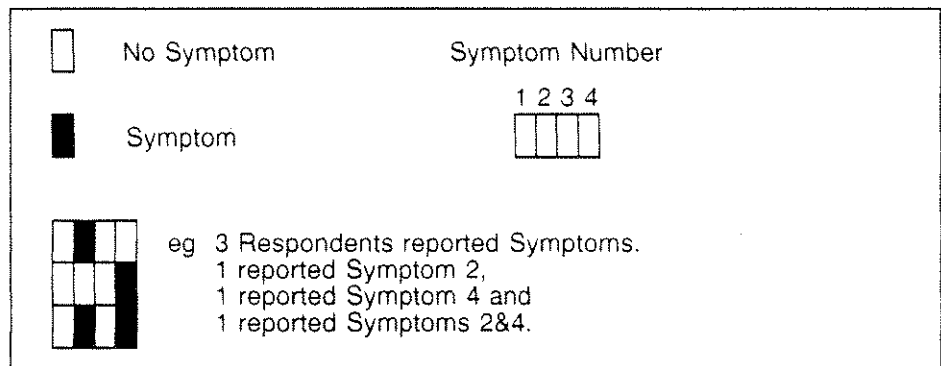 No Symptom
Symptom Number
1 2 3 4
Symptom
eg 3 Respondents reported Symptoms.
1 reported Symptom 2,
1 reported Symptom 4 and
1 reported Symptoms 2&4.